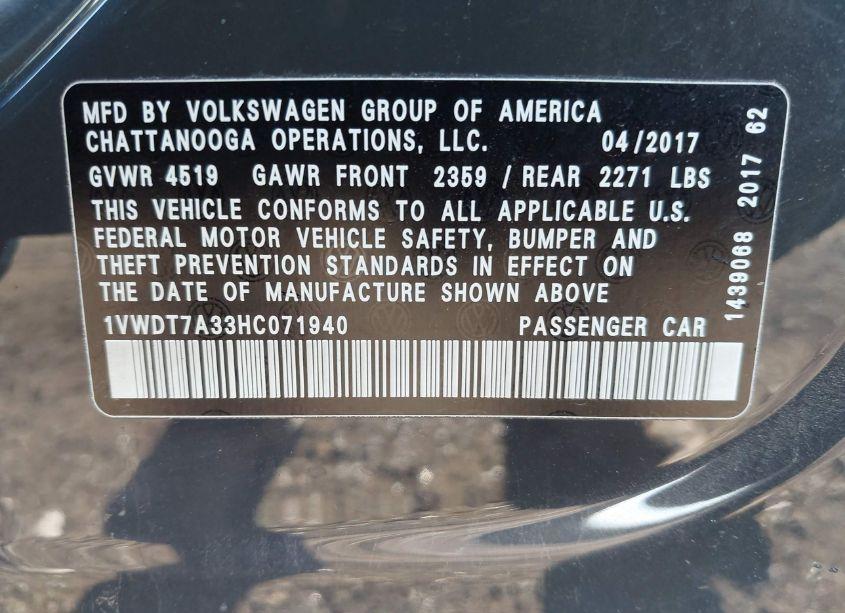 MFD BY VOLKSWAGEN GROUP OF AMERICA
CHATTANOOGA OPERATIONS, LLC. 04/2017
GVWR 4519 GAWR FRONT 2359 / REAR 2271 LBS
THIS VEHICLE CONFORMS TO ALL APPLICABLE U.S.
FEDERAL MOTOR VEHICLE SAFETY, BUMPER AND
THEFT PREVENTION STANDARDS IN EFFECT ON
THE DATE OF MANUFACTURE SHOWN ABOVE
1VWDT7A33HC071940 PASSENGER CAR
1439068 2017 62